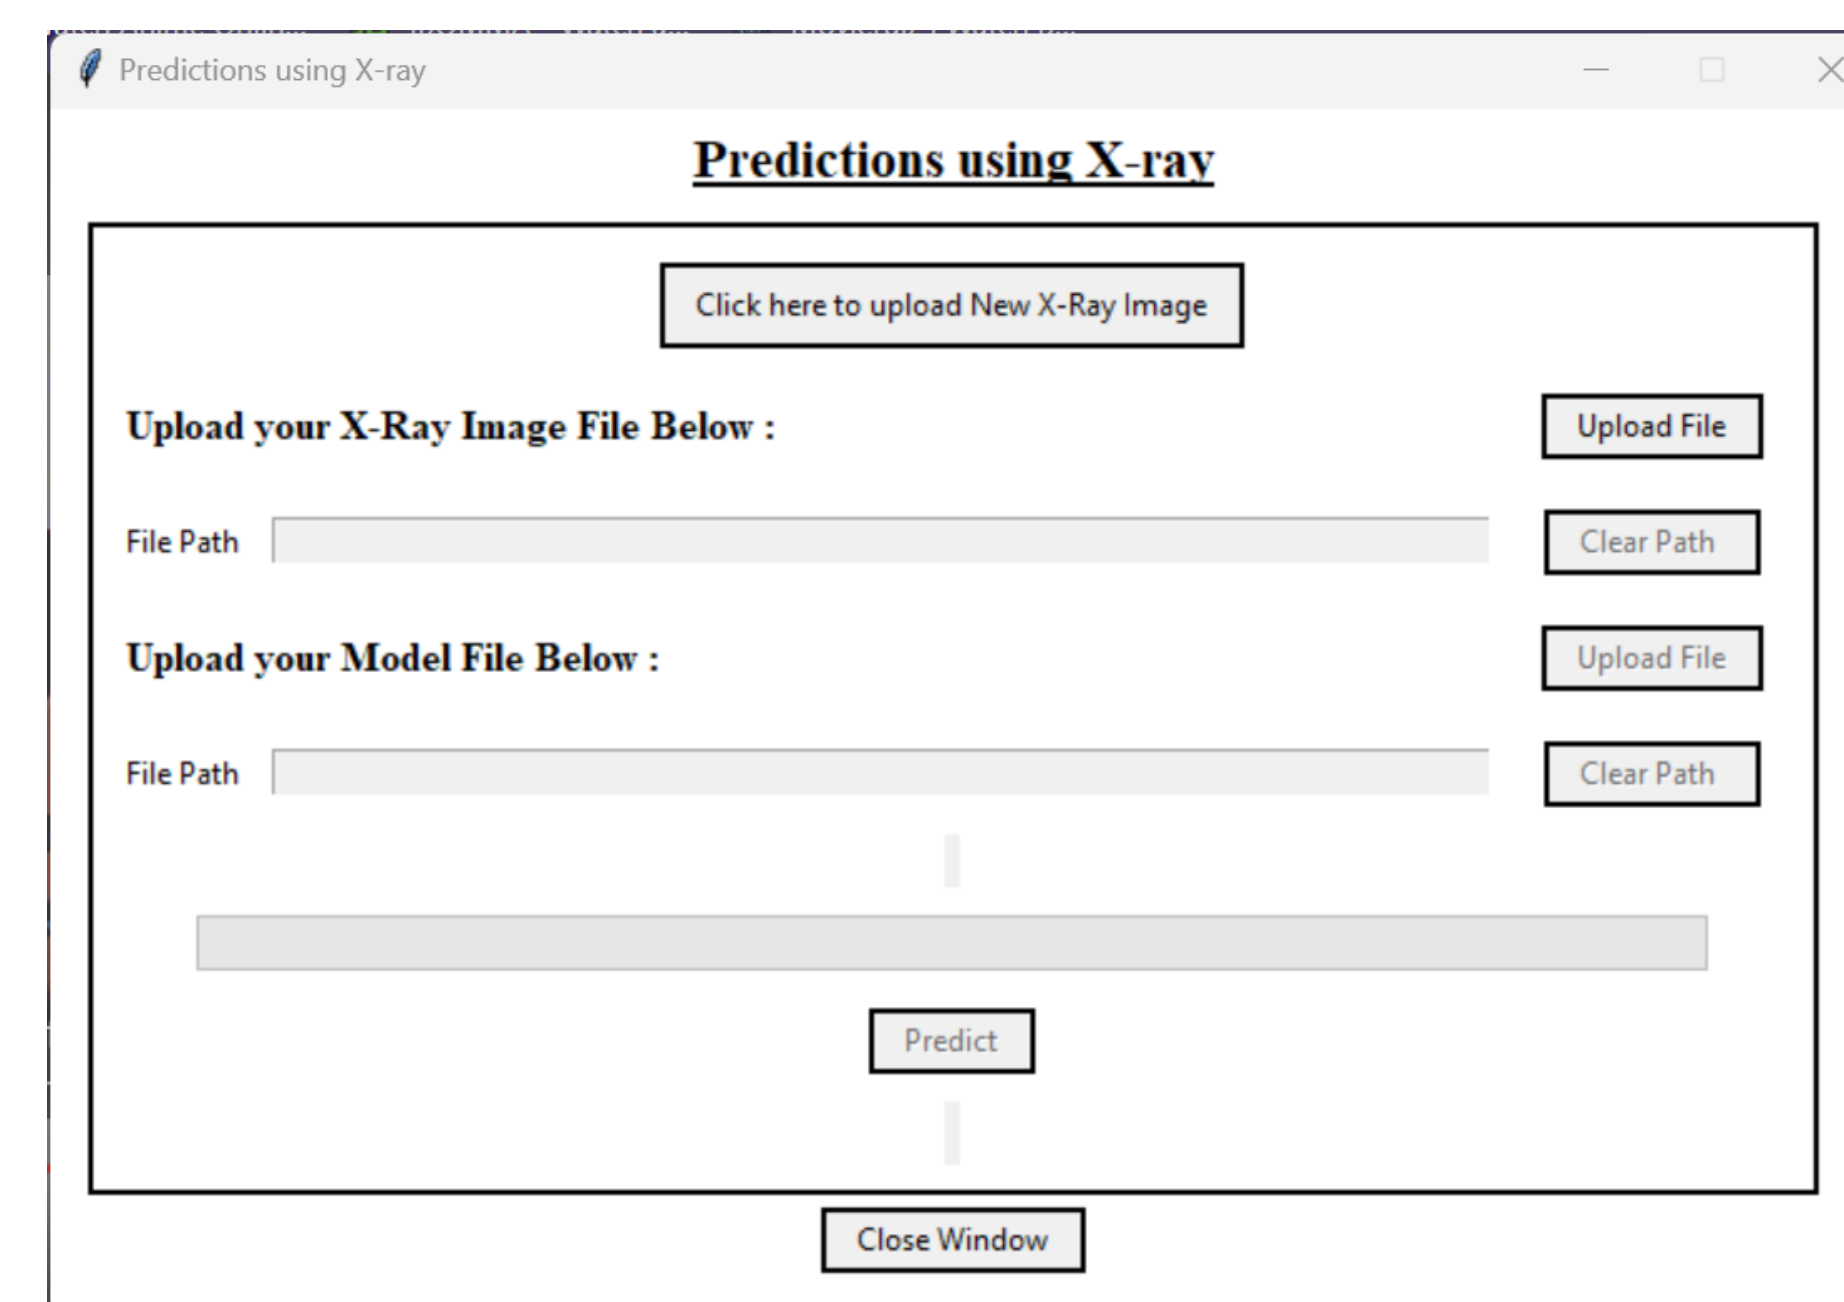 Predictions using X-ray
Predictions using X-ray
Click here to upload New X-Ray Image
Upload your X-Ray Image File Below :
Upload File
File Path
Clear Path
Upload your Model File Below :
Upload File
File Path
Clear Path
Predict
Close Window